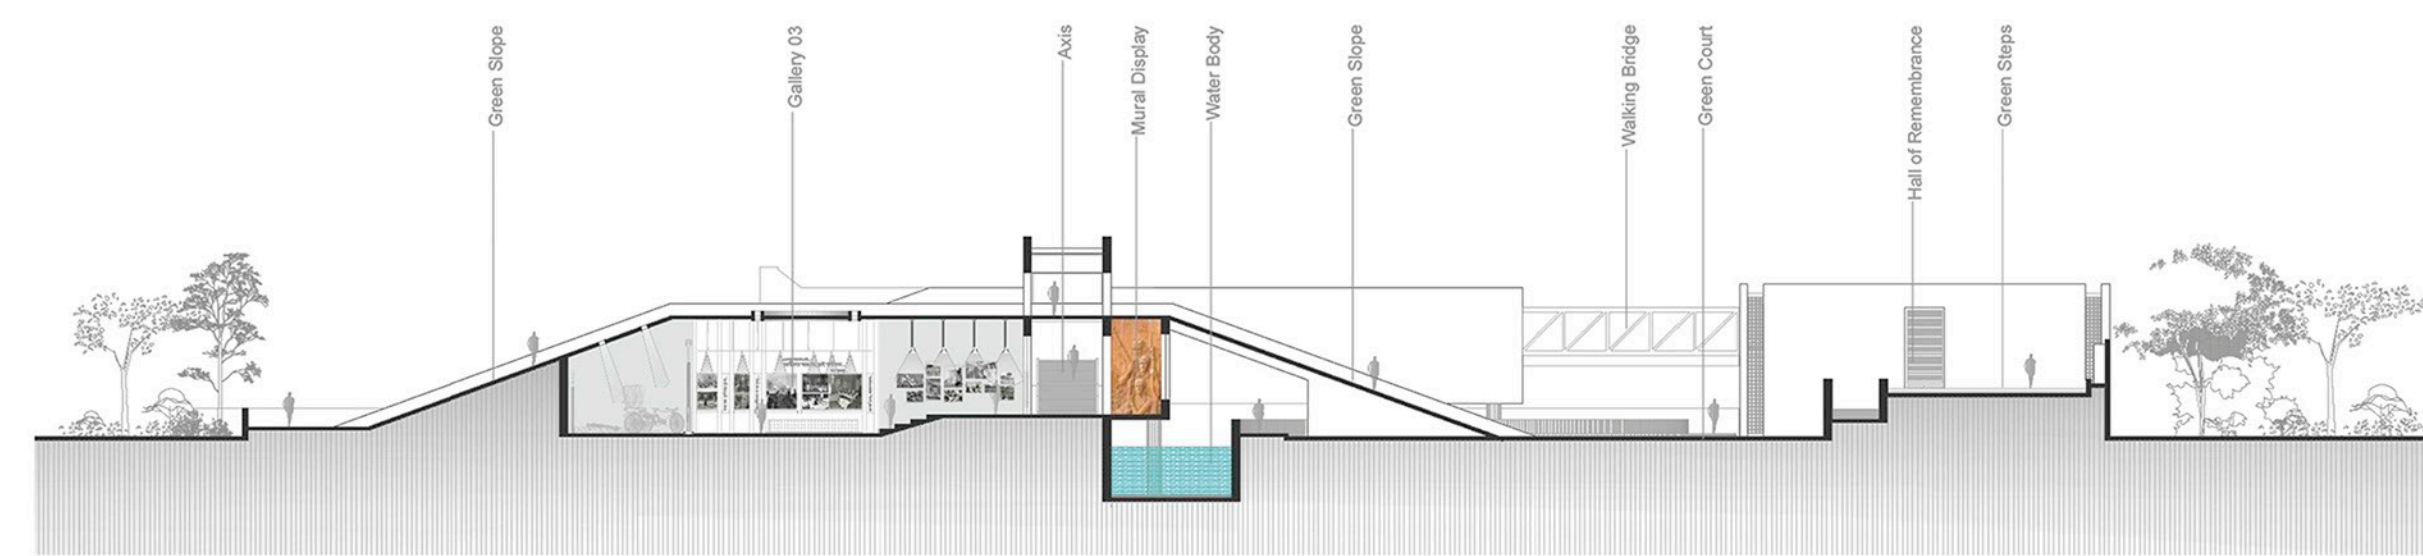 Green Slope
Gallery 03
Axis
Mural Display
Water Body
Green Slope
Walking Bridge
Green Court
Hall of Remembrance
Green Steps